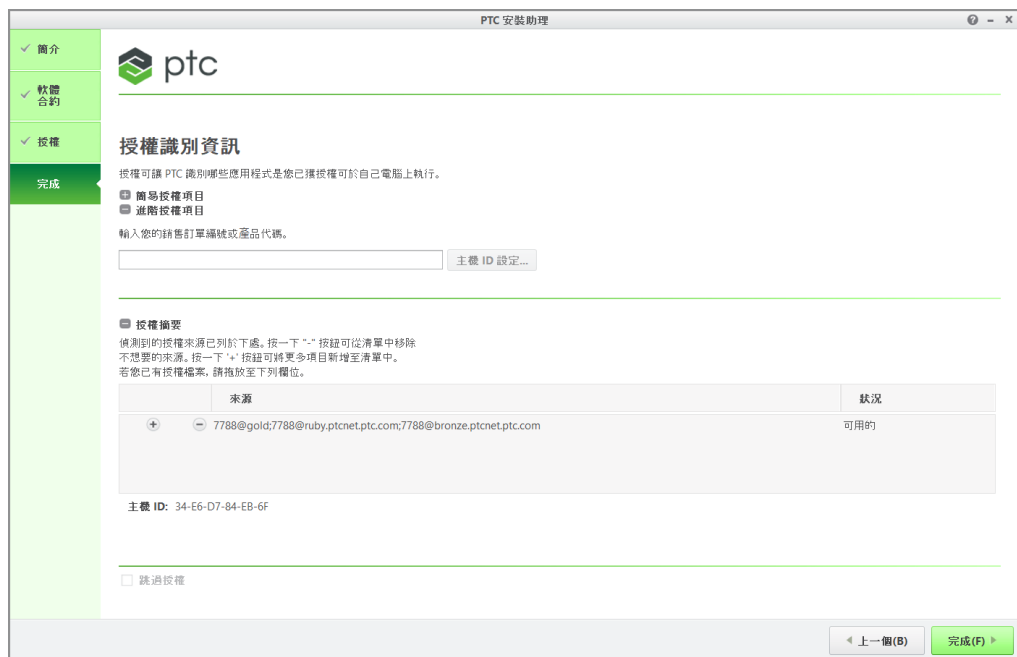 PTC 安裝助理
簡介
ptc
軟體
合約
授權
授權識別資訊
授權可讓 PTC 識別哪些應用程式是您已獲授權可於自己電腦上執行。
完成
簡易授權項目
進階授權項目
輸入您的銷售訂單編號或產品代碼。
主機 ID 設定...
授權摘要
偵測到的授權來源已列於下處。按一下 "-" 按鈕可從清單中移除
不想要的來源。按一下 '+' 按鈕可將更多項目新增至清單中。
若您已有授權檔案, 請拖放至下列欄位。
來源 狀況
7788@gold;7788@ruby.ptcnet.ptc.com;7788@bronze.ptcnet.ptc.com 可用的
主機 ID: 34-E6-D7-84-EB-6F
跳過授權
上一個(B) 完成(F)